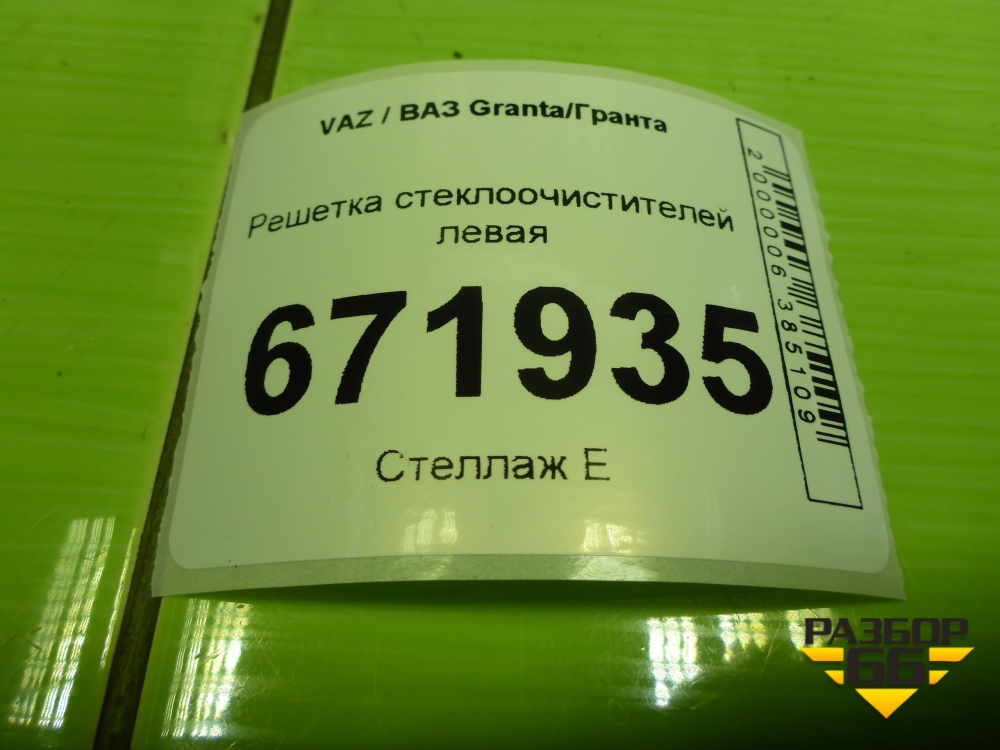 VAZ / ВАЗ Granta/Гранта
Решетка стеклоочистителей
левая
671935
Стеллаж Е
2000006385109
РАЗБОР
66